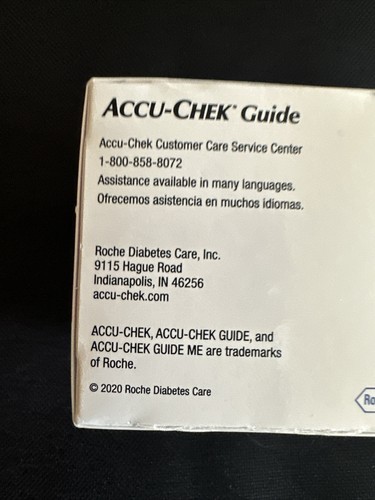 ACCU-CHEK® Guide
Accu-Chek Customer Care Service Center
1-800-858-8072
Assistance available in many languages.
Ofrecemos asistencia en muchos idiomas.
Roche Diabetes Care, Inc.
9115 Hague Road
Indianapolis, IN 46256
accu-chek.com
ACCU-CHEK, ACCU-CHEK GUIDE, and
ACCU-CHEK GUIDE ME are trademarks
of Roche.
© 2020 Roche Diabetes Care